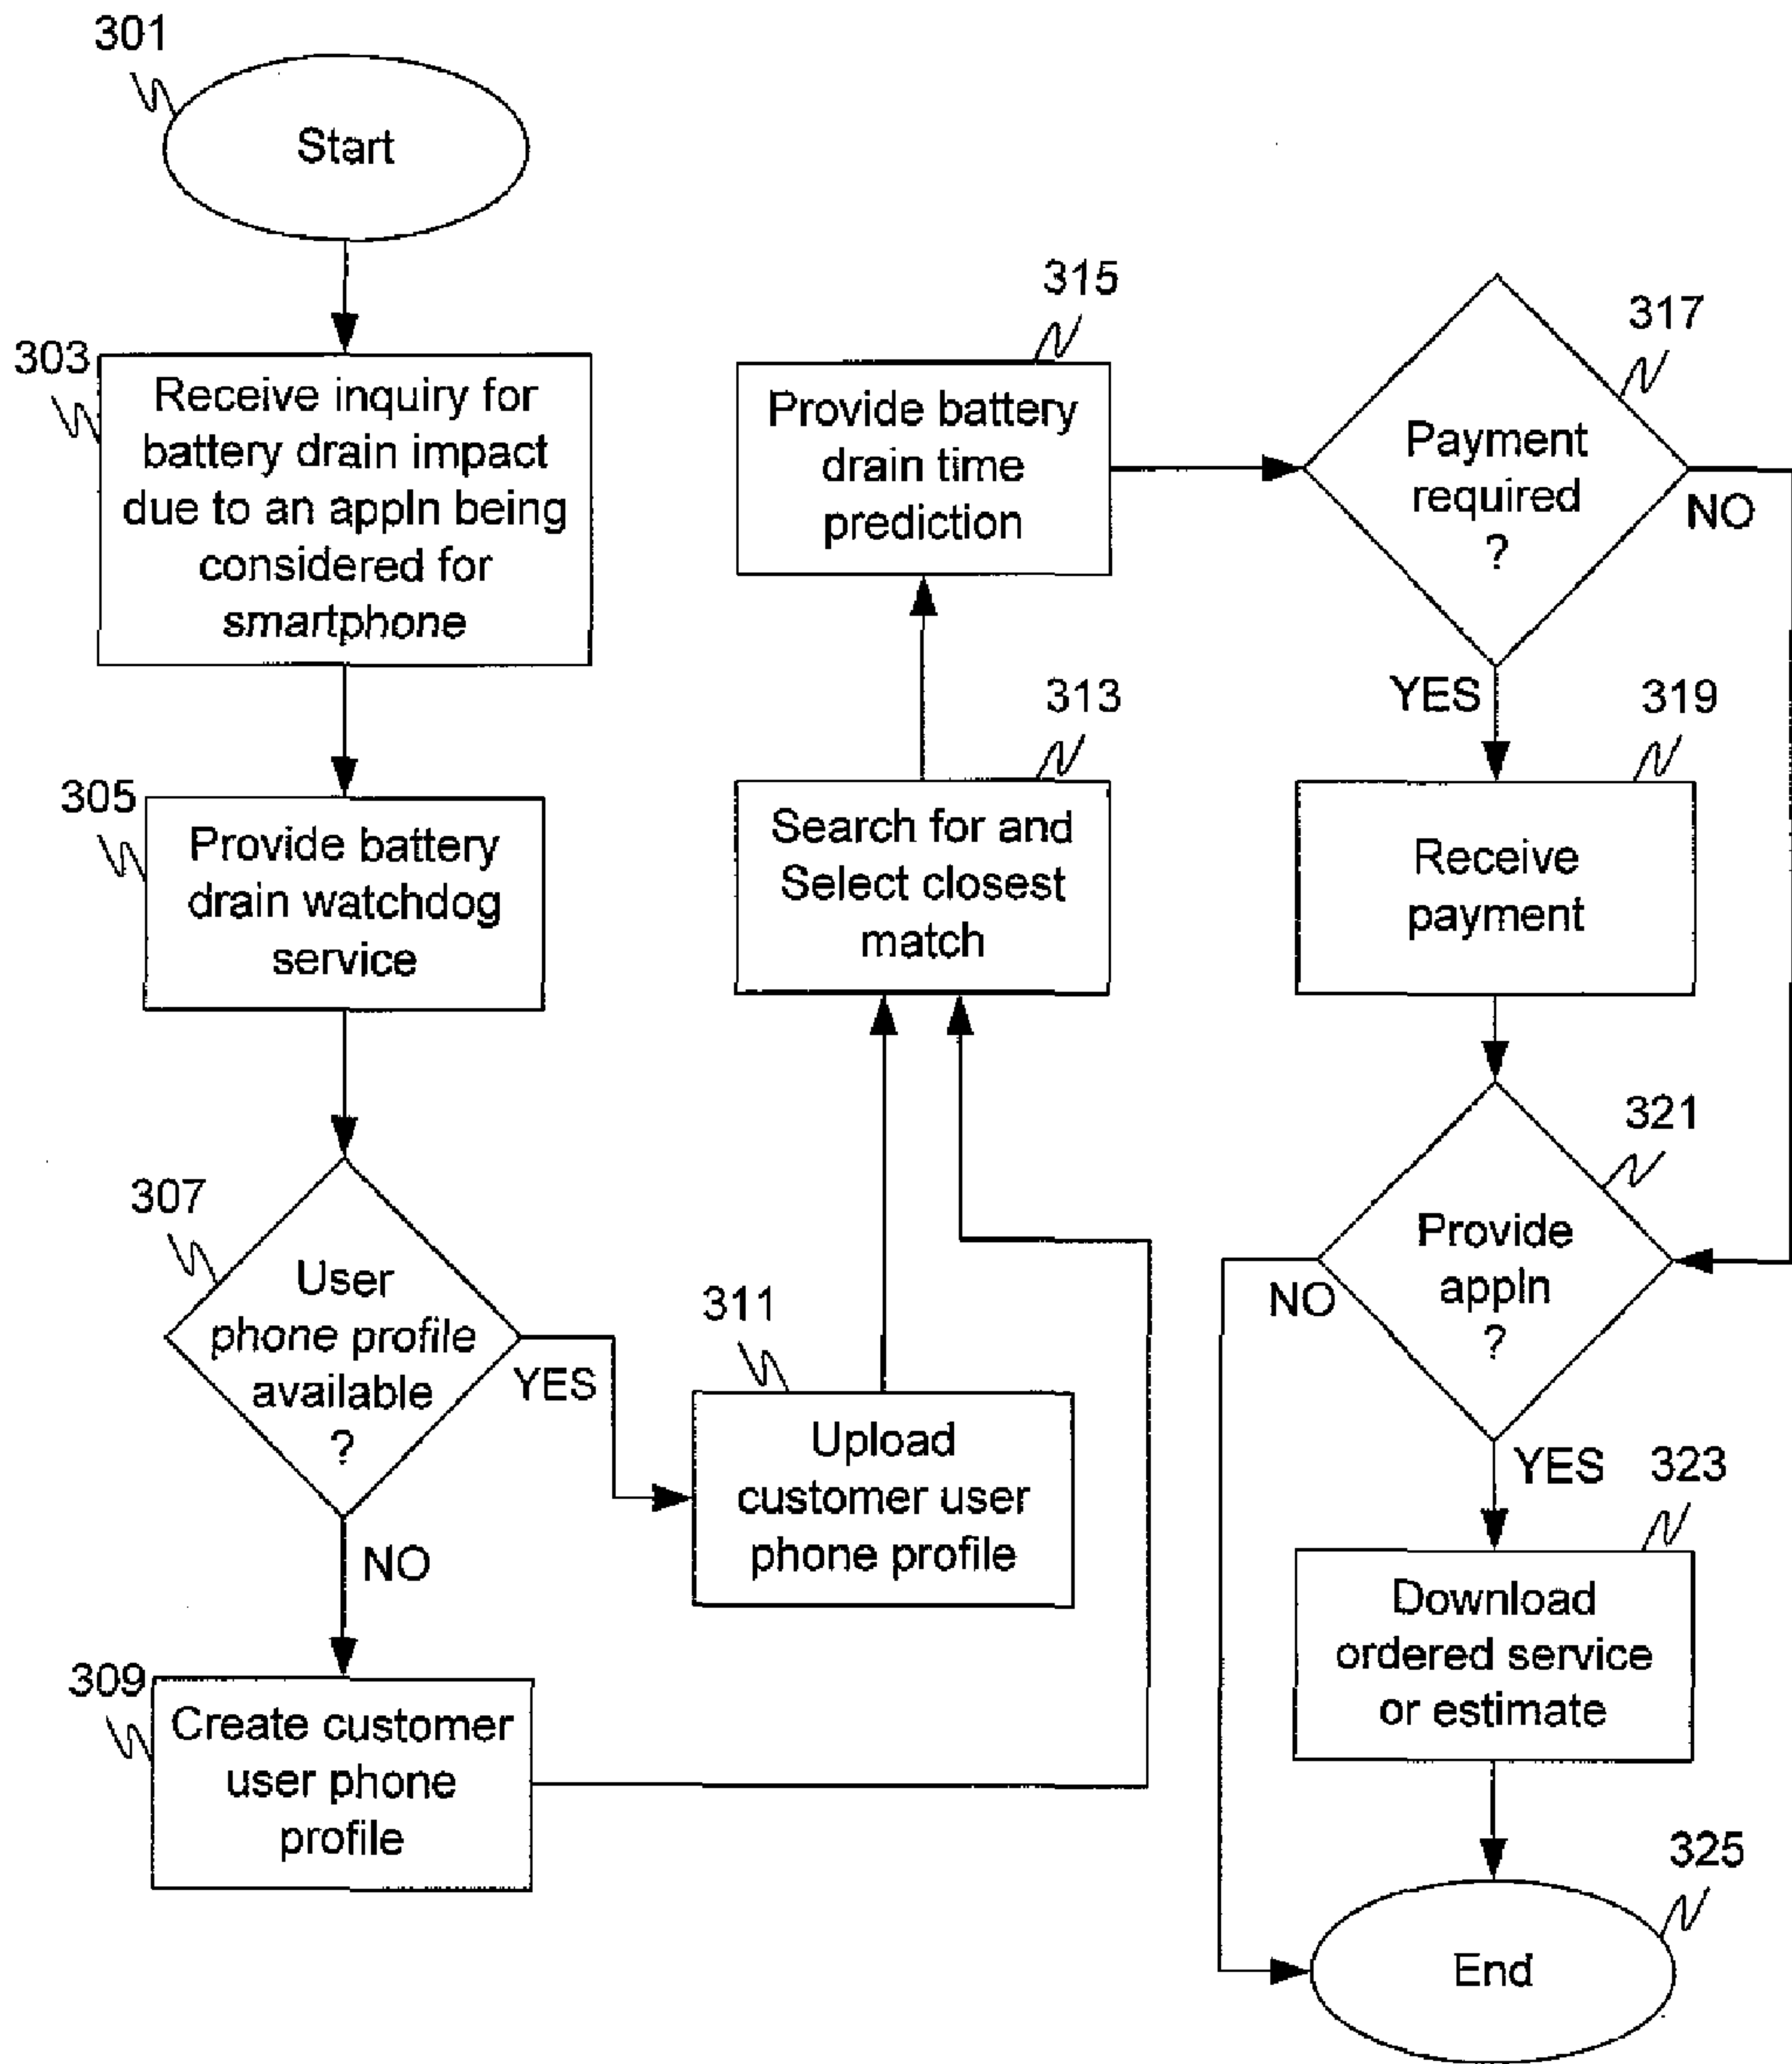 301
Start
303
Receive inquiry for
battery drain impact
due to an appln being
considered for
smartphone
305
Provide battery
drain watchdog
service
307
User
phone profile
available
?
YES
NO
309
Create customer
user phone
profile
311
Upload
customer user
phone profile
313
Search for and
Select closest
match
315
Provide battery
drain time
prediction
317
Payment
required
?
NO
YES
319
Receive
payment
321
Provide
appln
?
NO
YES
323
Download
ordered service
or estimate
325
End